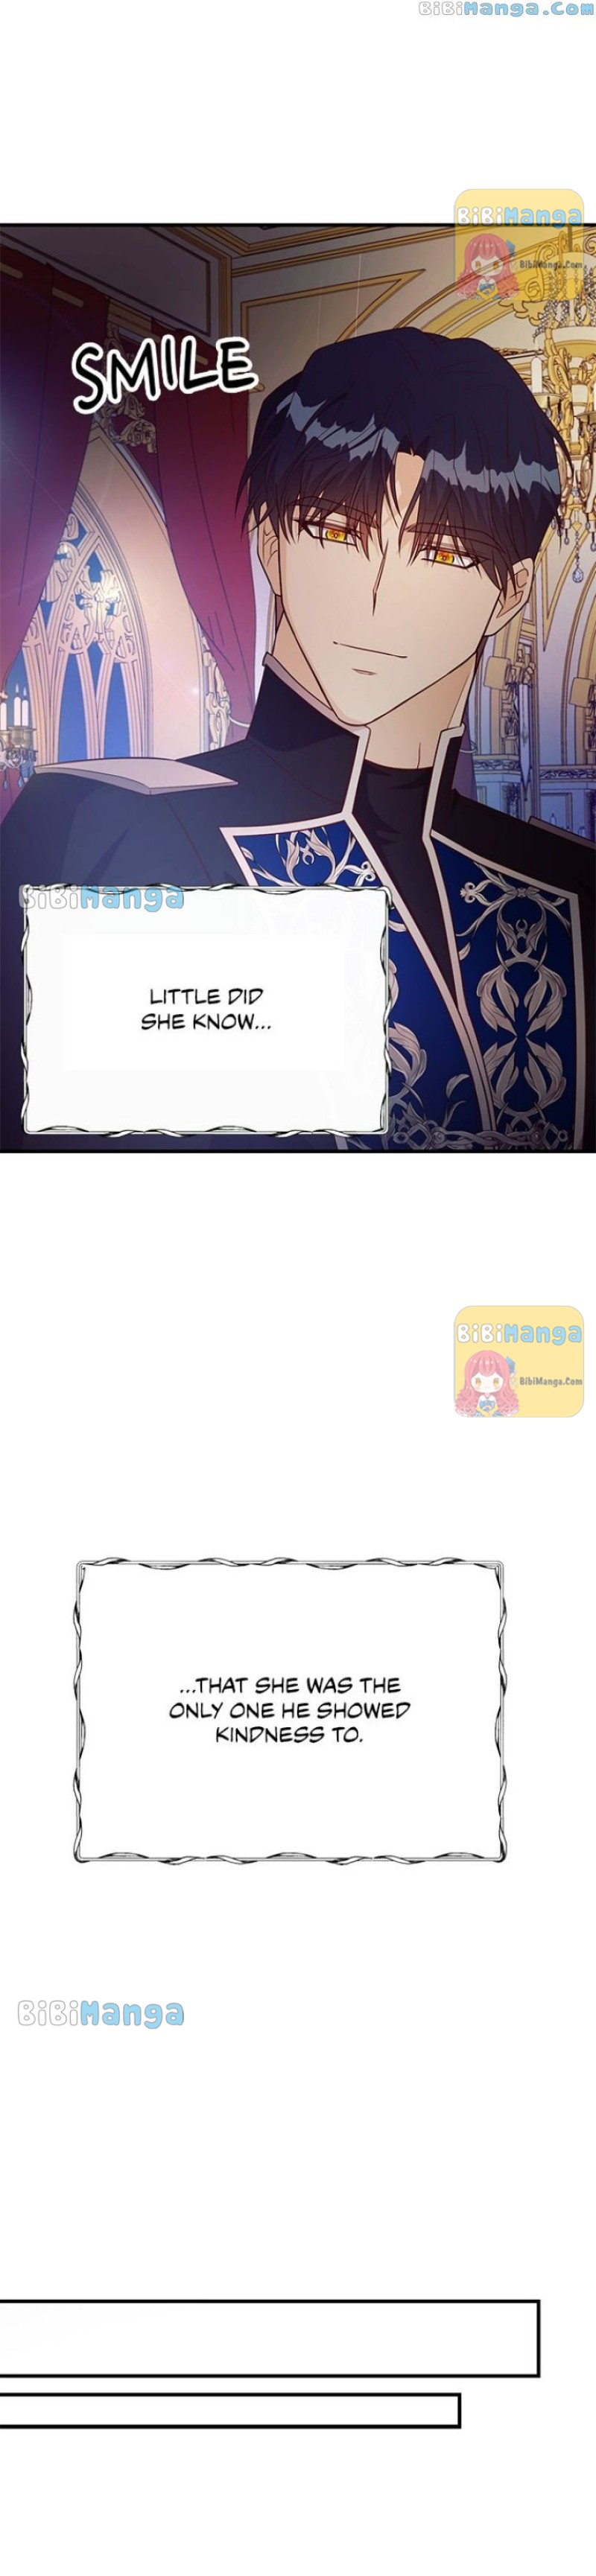 BiBiManga.Com
BiBiManga
BibiManga.Com
SMILE
BiBiManga
LITTLE DID
SHE KNOW...
BiBiManga
BibiManga.Com
...THAT SHE WAS THE
ONLY ONE HE SHOWED
KINDNESS TO.
BiBiManga